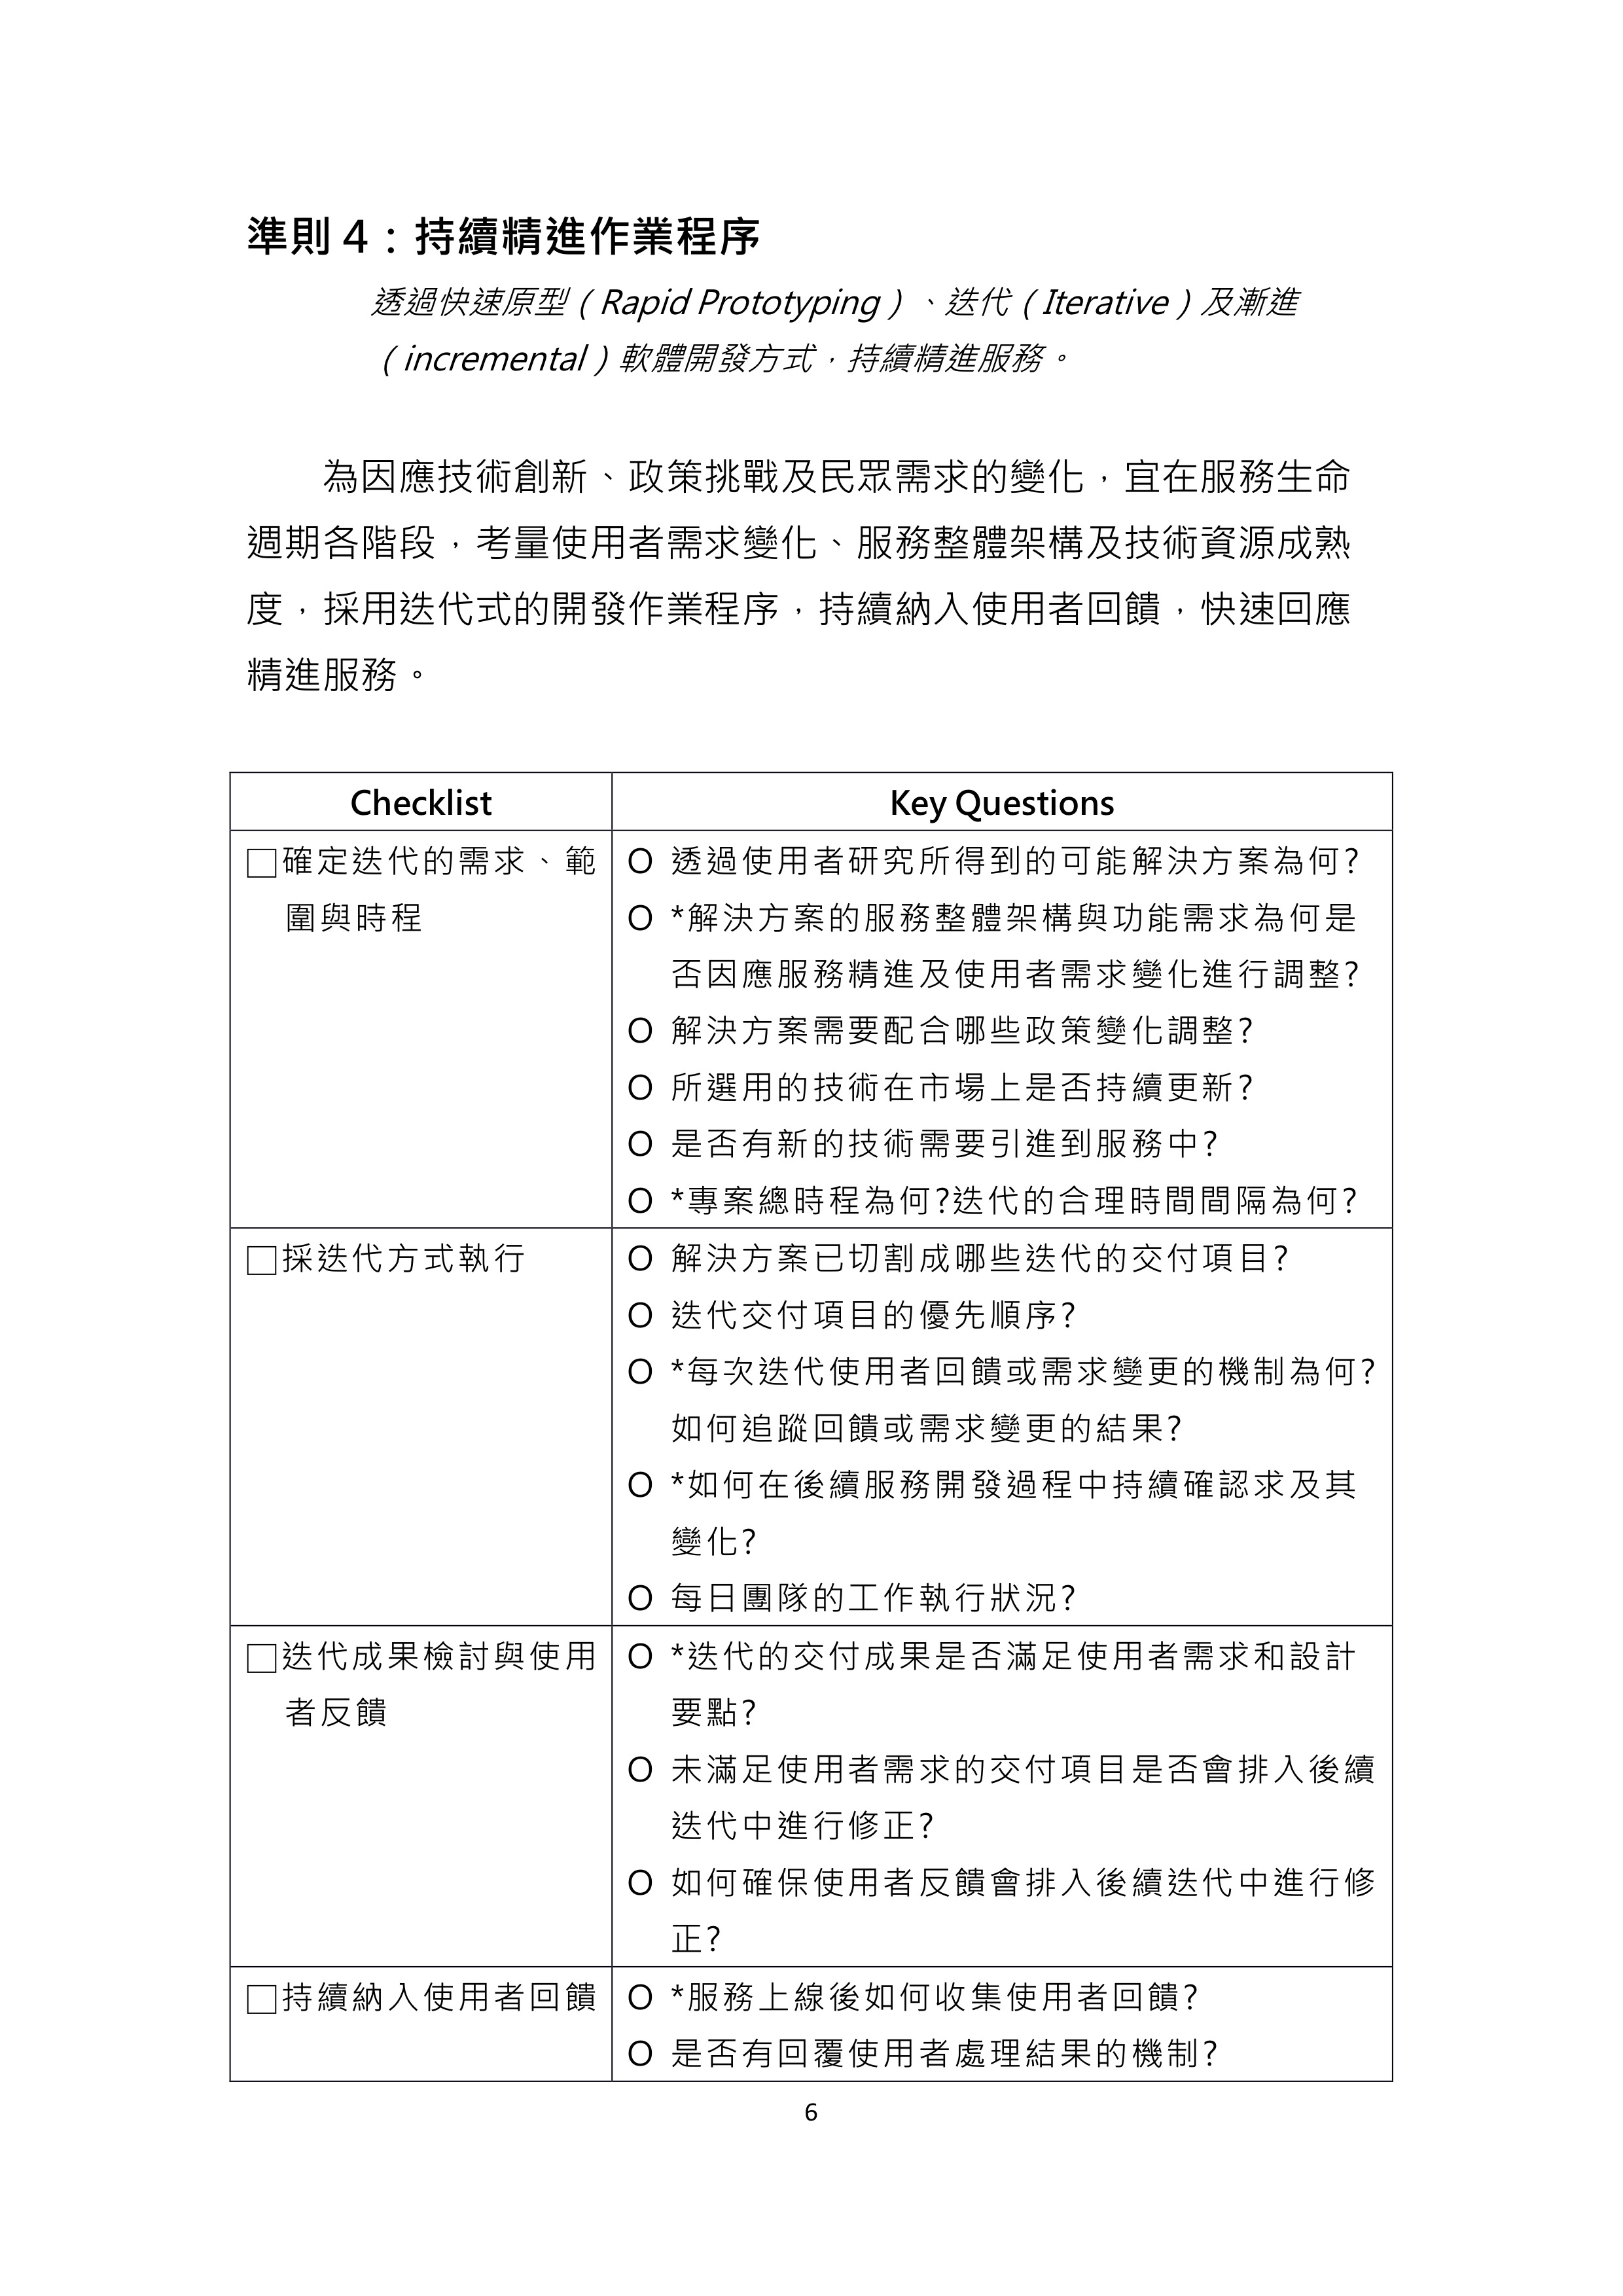 準則 4：持續精進作業程序
透過快速原型（Rapid Prototyping）、迭代（Iterative）及漸進
（incremental）軟體開發方式，持續精進服務。
為因應技術創新、政策挑戰及民眾需求的變化，宜在服務生命
週期各階段，考量使用者需求變化、服務整體架構及技術資源成熟
度，採用迭代式的開發作業程序，持續納入使用者回饋，快速回應
精進服務。
Checklist
Key Questions
□確定迭代的需求、範
圍與時程
O 透過使用者研究所得到的可能解決方案為何?
O *解決方案的服務整體架構與功能需求為何是
否因應服務精進及使用者需求變化進行調整?
O 解決方案需要配合哪些政策變化調整?
O 所選用的技術在市場上是否持續更新?
O 是否有新的技術需要引進到服務中?
O *專案總時程為何?迭代的合理時間間隔為何?
□採迭代方式執行
O 解決方案已切割成哪些迭代的交付項目?
O 迭代交付項目的優先順序?
O *每次迭代使用者回饋或需求變更的機制為何?
如何追蹤回饋或需求變更的結果?
O *如何在後續服務開發過程中持續確認求及其
變化?
O 每日團隊的工作執行狀況?
□迭代成果檢討與使用
者反饋
O *迭代的交付成果是否滿足使用者需求和設計
要點?
O 未滿足使用者需求的交付項目是否會排入後續
迭代中進行修正?
O 如何確保使用者反饋會排入後續迭代中進行修
正?
□持續納入使用者回饋
O *服務上線後如何收集使用者回饋?
O 是否有回覆使用者處理結果的機制?
6